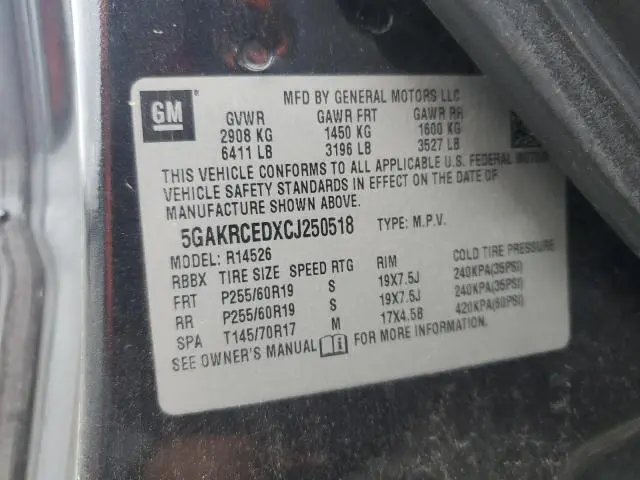 GM
MFD BY GENERAL MOTORS LLC
GVWR GAWR FRT GAWR RR
2908 KG 1450 KG 1600 KG
6411 LB 3196 LB 3527 LB
THIS VEHICLE CONFORMS TO ALL APPLICABLE U.S. FEDERAL MOTOR
VEHICLE SAFETY STANDARDS IN EFFECT ON THE DATE OF
MANUFACTURE SHOWN ABOVE.
5GAKRCEDXCJ250518 TYPE: M.P.V.
MODEL: R14526
RBBX TIRE SIZE SPEED RTG RIM COLD TIRE PRESSURE
FRT P255/60R19 S 19X7.5J 240KPA(35PSI)
RR P255/60R19 S 19X7.5J 240KPA(35PSI)
SPA T145/70R17 M 17X4.5B 420KPA(60PSI)
SEE OWNER'S MANUAL FOR MORE INFORMATION.